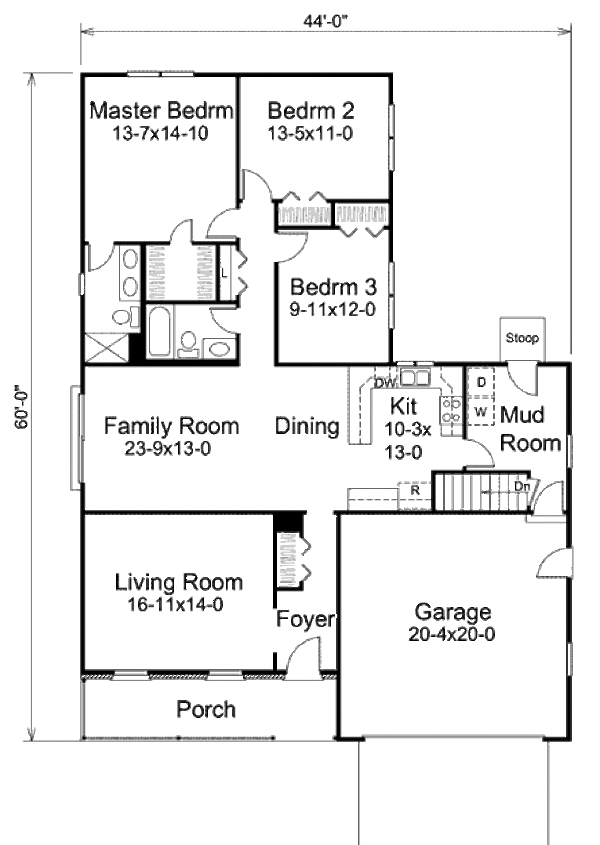 44'-0"
Master Bedrm
13-7x14-10
Bedrm 2
13-5x11-0
L
Bedrm 3
9-11x12-0
Stoop
60'-0"
DW
D
W
Kit
10-3x
13-0
Mud
Room
Family Room
23-9x13-0
Dining
R
Dn
Living Room
16-11x14-0
Foyer
Garage
20-4x20-0
Porch